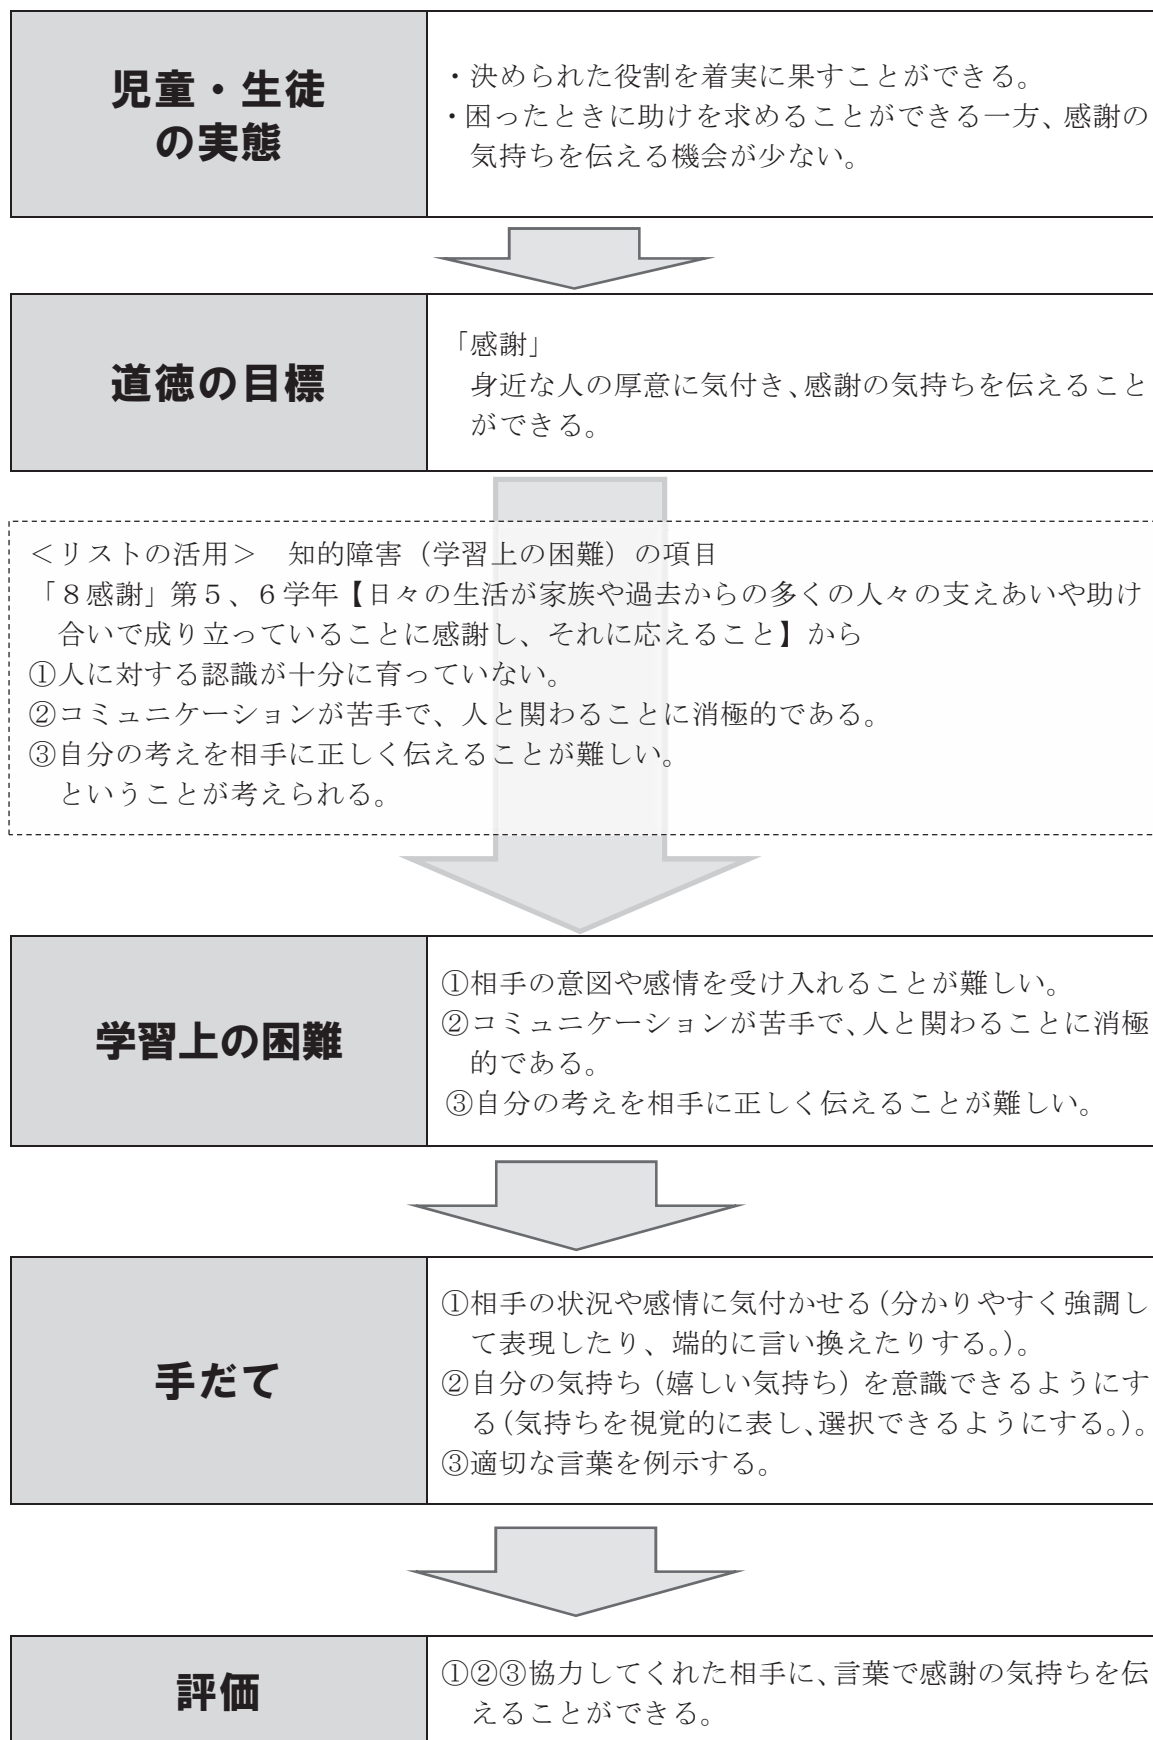 児童・生徒
の実態
・決められた役割を着実に果すことができる。
・困ったときに助けを求めることができる一方、感謝の
気持ちを伝える機会が少ない。
道徳の目標
「感謝」
身近な人の厚意に気付き、感謝の気持ちを伝えること
ができる。
＜リストの活用＞　知的障害（学習上の困難）の項目
「８感謝」第５、６学年【日々の生活が家族や過去からの多くの人々の支えあいや助け
合いで成り立っていることに感謝し、それに応えること】から
①人に対する認識が十分に育っていない。
②コミュニケーションが苦手で、人と関わることに消極的である。
③自分の考えを相手に正しく伝えることが難しい。
ということが考えられる。
学習上の困難
①相手の意図や感情を受け入れることが難しい。
②コミュニケーションが苦手で、人と関わることに消極
的である。
③自分の考えを相手に正しく伝えることが難しい。
手だて
①相手の状況や感情に気付かせる（分かりやすく強調し
て表現したり、端的に言い換えたりする。）。
②自分の気持ち（嬉しい気持ち）を意識できるようにす
る（気持ちを視覚的に表し、選択できるようにする。）。
③適切な言葉を例示する。
評価
①②③協力してくれた相手に、言葉で感謝の気持ちを伝
えることができる。